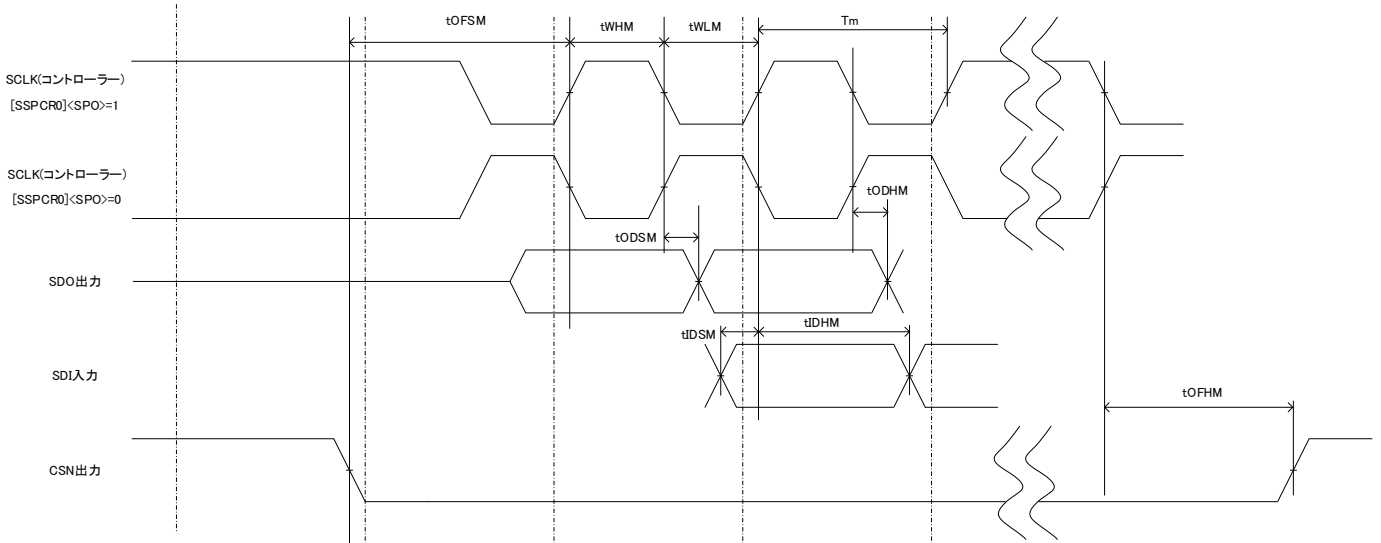 tOFSM
tWHM
tWLM
Tm
SCLK(コントローラー)
[SSPCR0]<SPO>=1
SCLK(コントローラー)
[SSPCR0]<SPO>=0
tODHM
tODSM
SDO出力
tIDSM
tIDHM
SDI入力
tOFHM
CSN出力